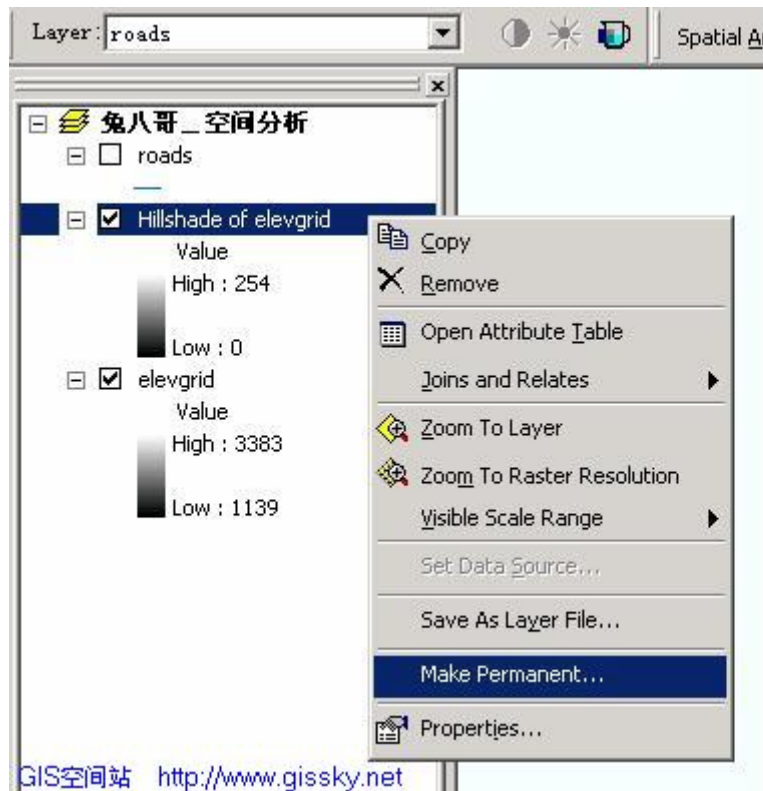 Layer: roads
Spatial A
兔八哥_空间分析
roads
Hillshade of elevgrid
Value
High : 254
Low : 0
elevgrid
Value
High : 3383
Low : 1139
Copy
Remove
Open Attribute Table
Joins and Relates
Zoom To Layer
Zoom To Raster Resolution
Visible Scale Range
Set Data Source...
Save As Layer File...
Make Permanent...
Properties...
GIS空间站 http://www.gissky.net